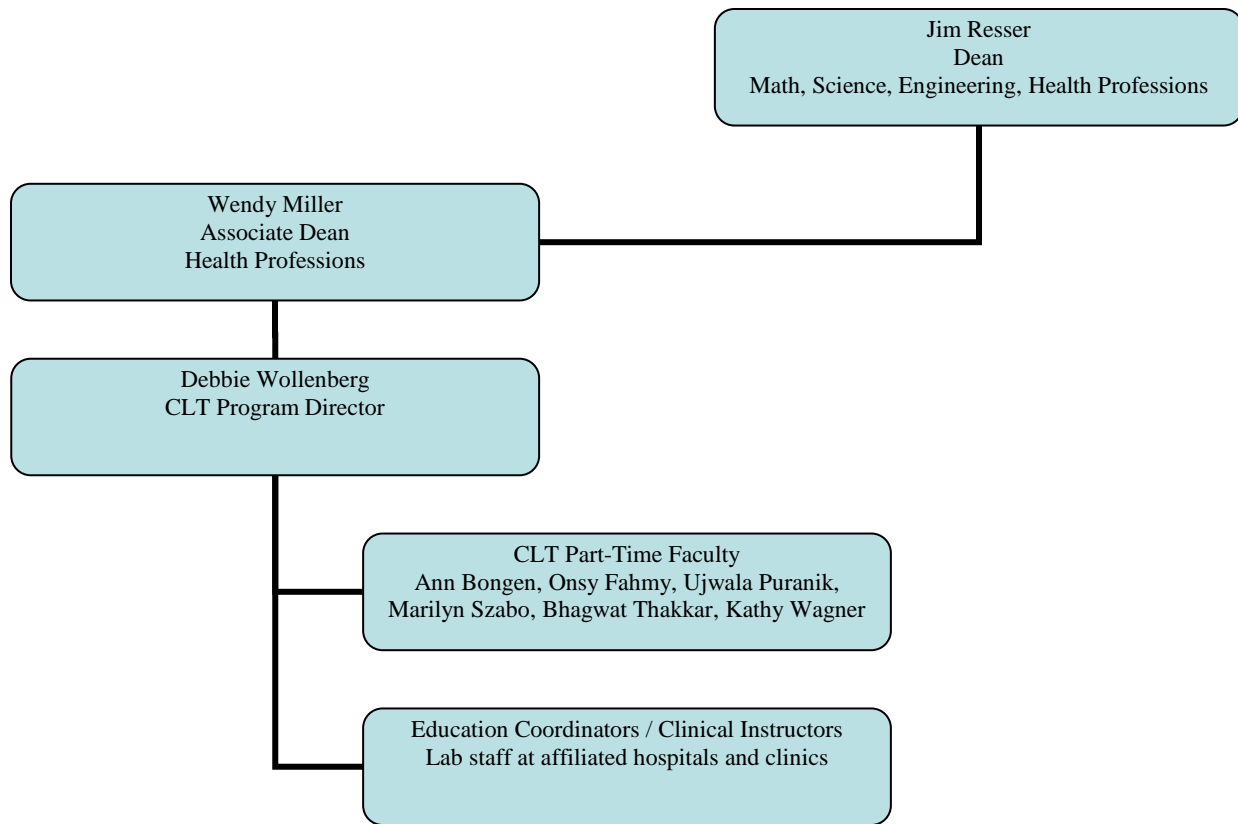 Jim Resser
Dean
Math, Science, Engineering, Health Professions
Wendy Miller
Associate Dean
Health Professions
Debbie Wollenberg
CLT Program Director
CLT Part-Time Faculty
Ann Bongen, Onsy Fahmy, Ujwala Puranik,
Marilyn Szabo, Bhagwat Thakkar, Kathy Wagner
Education Coordinators / Clinical Instructors
Lab staff at affiliated hospitals and clinics